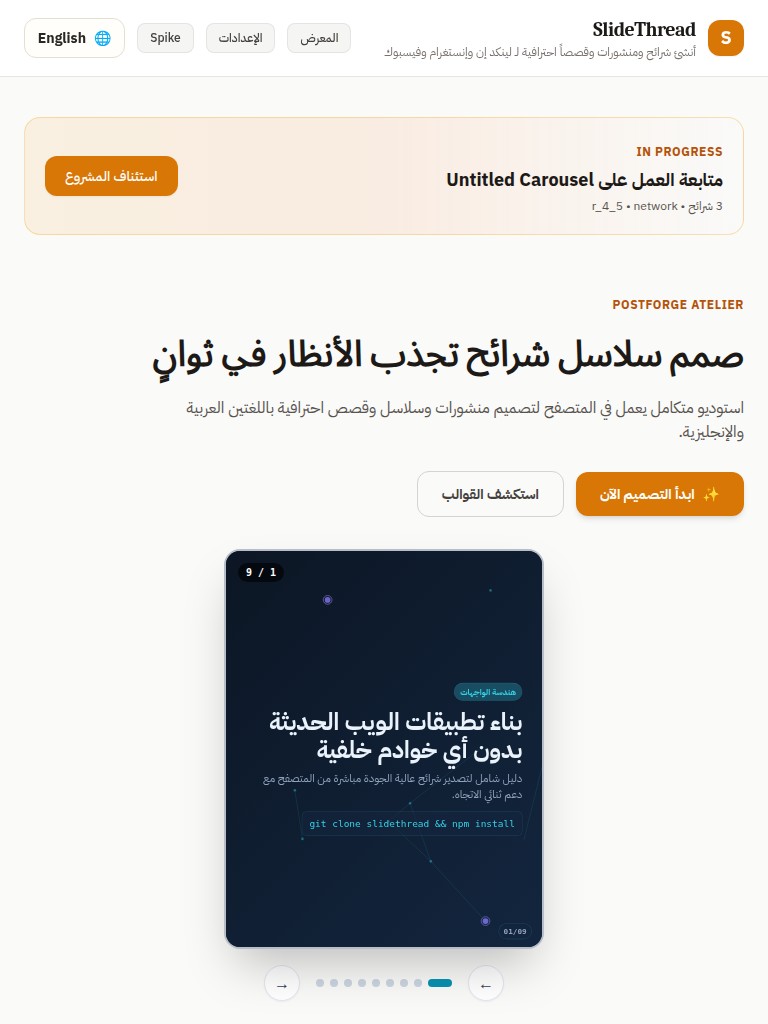 S
SlideThread
أنشئ شرائح ومنشورات وقصصاً احترافية لـ لينكد إن وإنستغرام وفيسبوك
المعرض
الإعدادات
Spike
🌐 English
IN PROGRESS
متابعة العمل على Untitled Carousel
3 شرائح • r_4_5 • network
استئناف المشروع
POSTFORGE ATELIER
صمم سلاسل شرائح تجذب الأنظار في ثوانٍ
استوديو متكامل يعمل في المتصفح لتصميم منشورات وسلاسل وقصص احترافية باللغتين العربية
والإنجليزية.
✨ ابدأ التصميم الآن
استكشف القوالب
9 / 1
هندسة الواجهات
بناء تطبيقات الويب الحديثة
بدون أي خوادم خلفية
دليل شامل لتصدير شرائح عالية الجودة مباشرة من المتصفح مع
دعم ثنائي الاتجاه.
git clone slidethread && npm install
01/09
← →